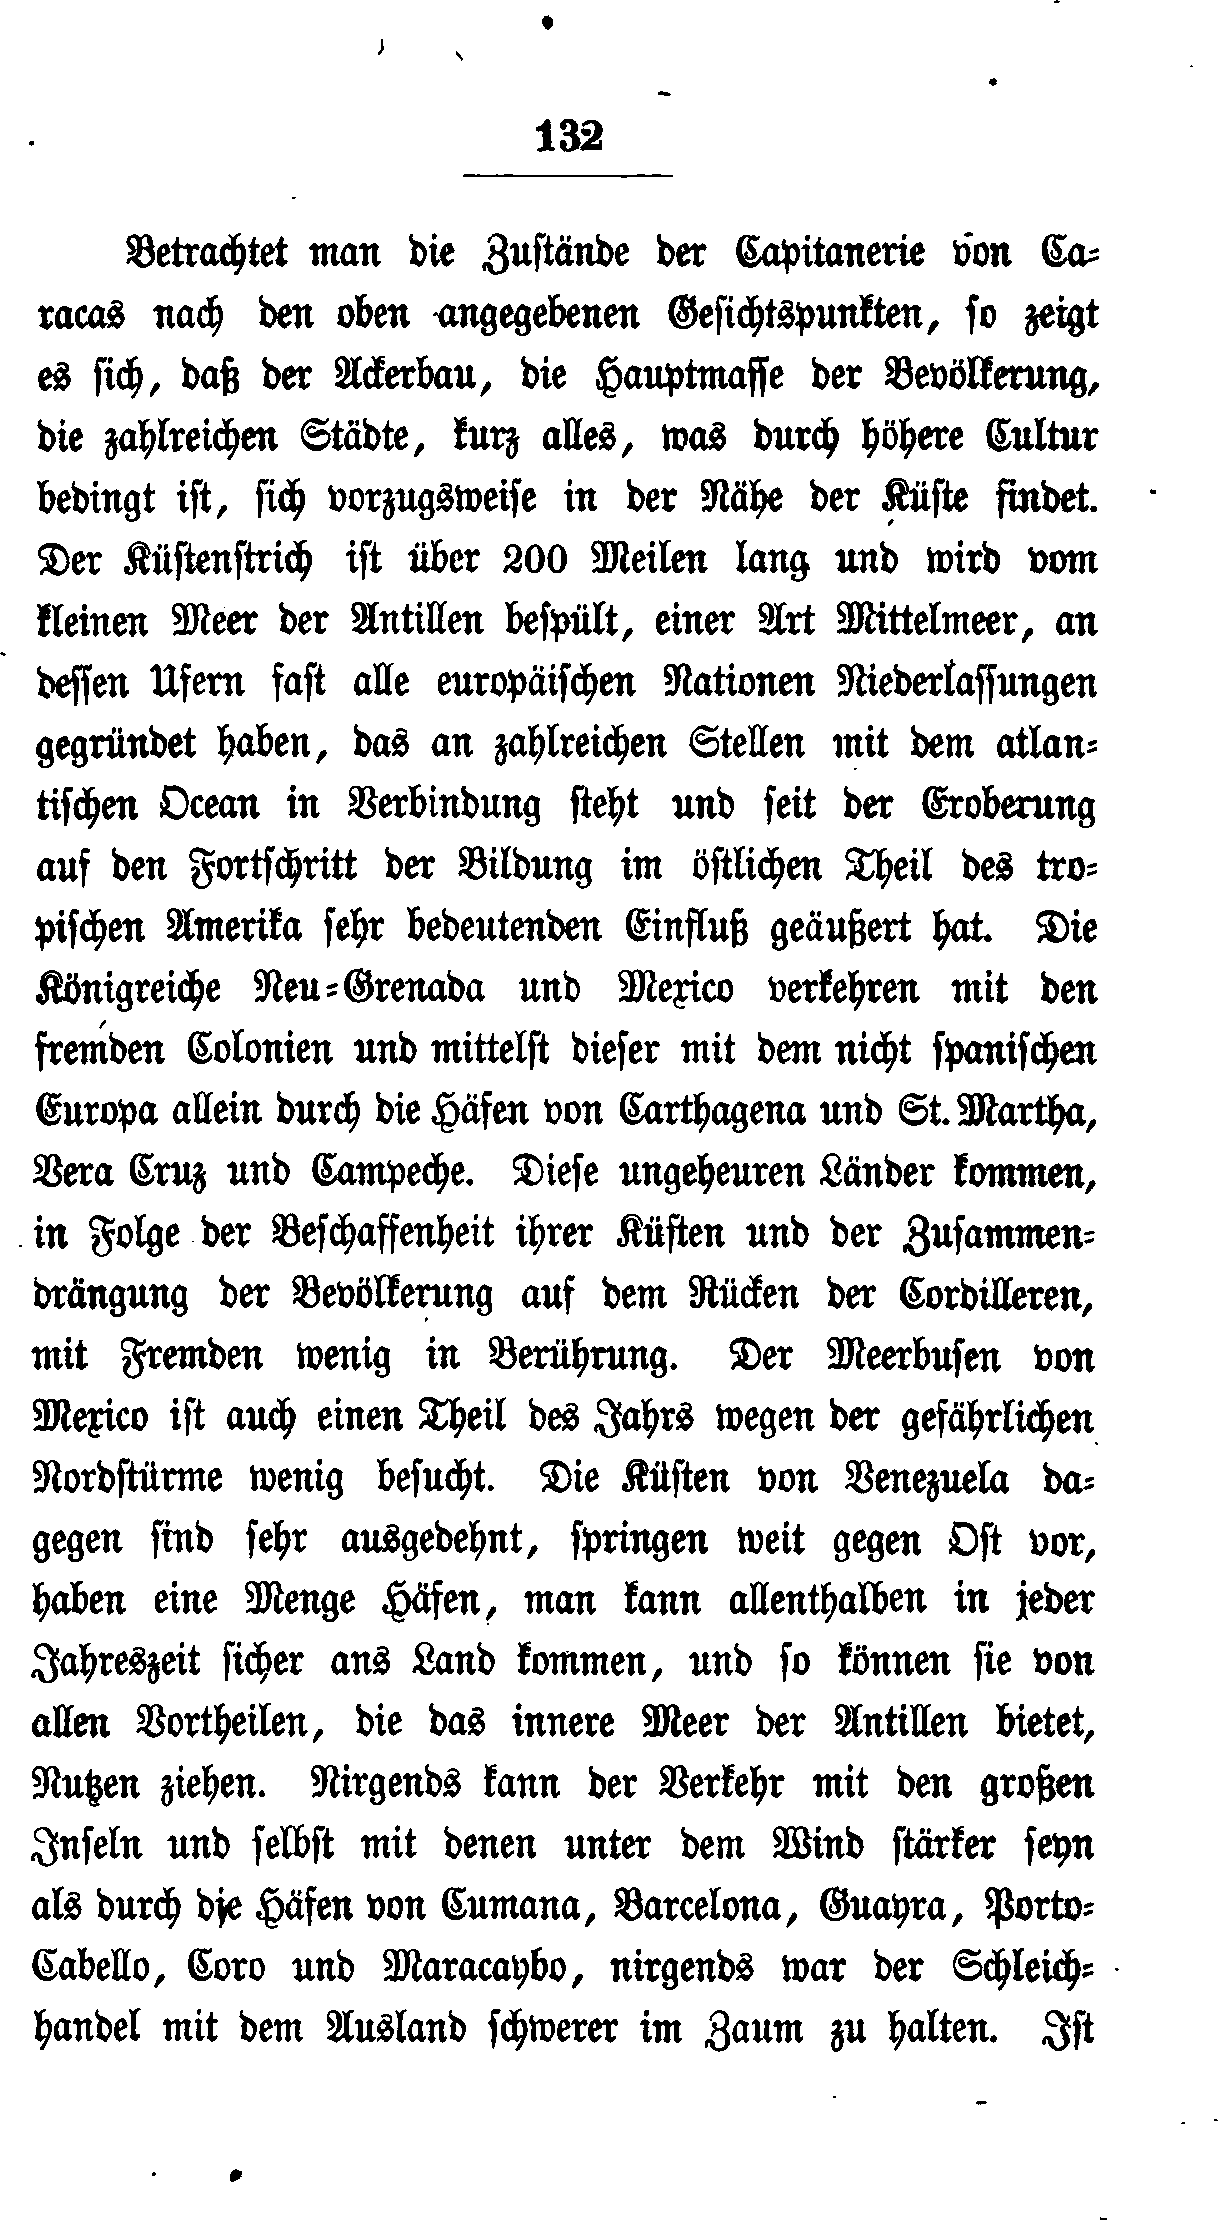 132
Betrachtet man die Zustände der Capitanerie von Ca-
racas nach den oben angegebenen Gesichtspunkten, so zeigt
es sich, daß der Ackerbau, die Hauptmasse der Bevölkerung,
die zahlreichen Städte, kurz alles, was durch höhere Cultur
bedingt ist, sich vorzugsweise in der Nähe der Küste findet.
Der Küstenstrich ist über 200 Meilen lang und wird vom
kleinen Meer der Antillen bespült, einer Art Mittelmeer, an
dessen Ufern fast alle europäischen Nationen Niederlassungen
gegründet haben, das an zahlreichen Stellen mit dem atlan-
tischen Ocean in Verbindung steht und seit der Eroberung
auf den Fortschritt der Bildung im östlichen Theil des tro-
pischen Amerika sehr bedeutenden Einfluß geäußert hat. Die
Königreiche Neu-Grenada und Mexico verkehren mit den
fremden Colonien und mittelst dieser mit dem nicht spanischen
Europa allein durch die Häfen von Carthagena und St. Martha,
Vera Cruz und Campeche. Diese ungeheuren Länder kommen,
in Folge der Beschaffenheit ihrer Küsten und der Zusammen-
drängung der Bevölkerung auf dem Rücken der Cordilleren,
mit Fremden wenig in Berührung. Der Meerbusen von
Mexico ist auch einen Theil des Jahrs wegen der gefährlichen
Nordstürme wenig besucht. Die Küsten von Venezuela da-
gegen sind sehr ausgedehnt, springen weit gegen Ost vor,
haben eine Menge Häfen, man kann allenthalben in jeder
Jahreszeit sicher ans Land kommen, und so können sie von
allen Vortheilen, die das innere Meer der Antillen bietet,
Nutzen ziehen. Nirgends kann der Verkehr mit den großen
Inseln und selbst mit denen unter dem Wind stärker seyn
als durch die Häfen von Cumana, Barcelona, Guayra, Porto-
Cabello, Coro und Maracaybo, nirgends war der Schleich-
handel mit dem Ausland schwerer im Zaum zu halten. Ist